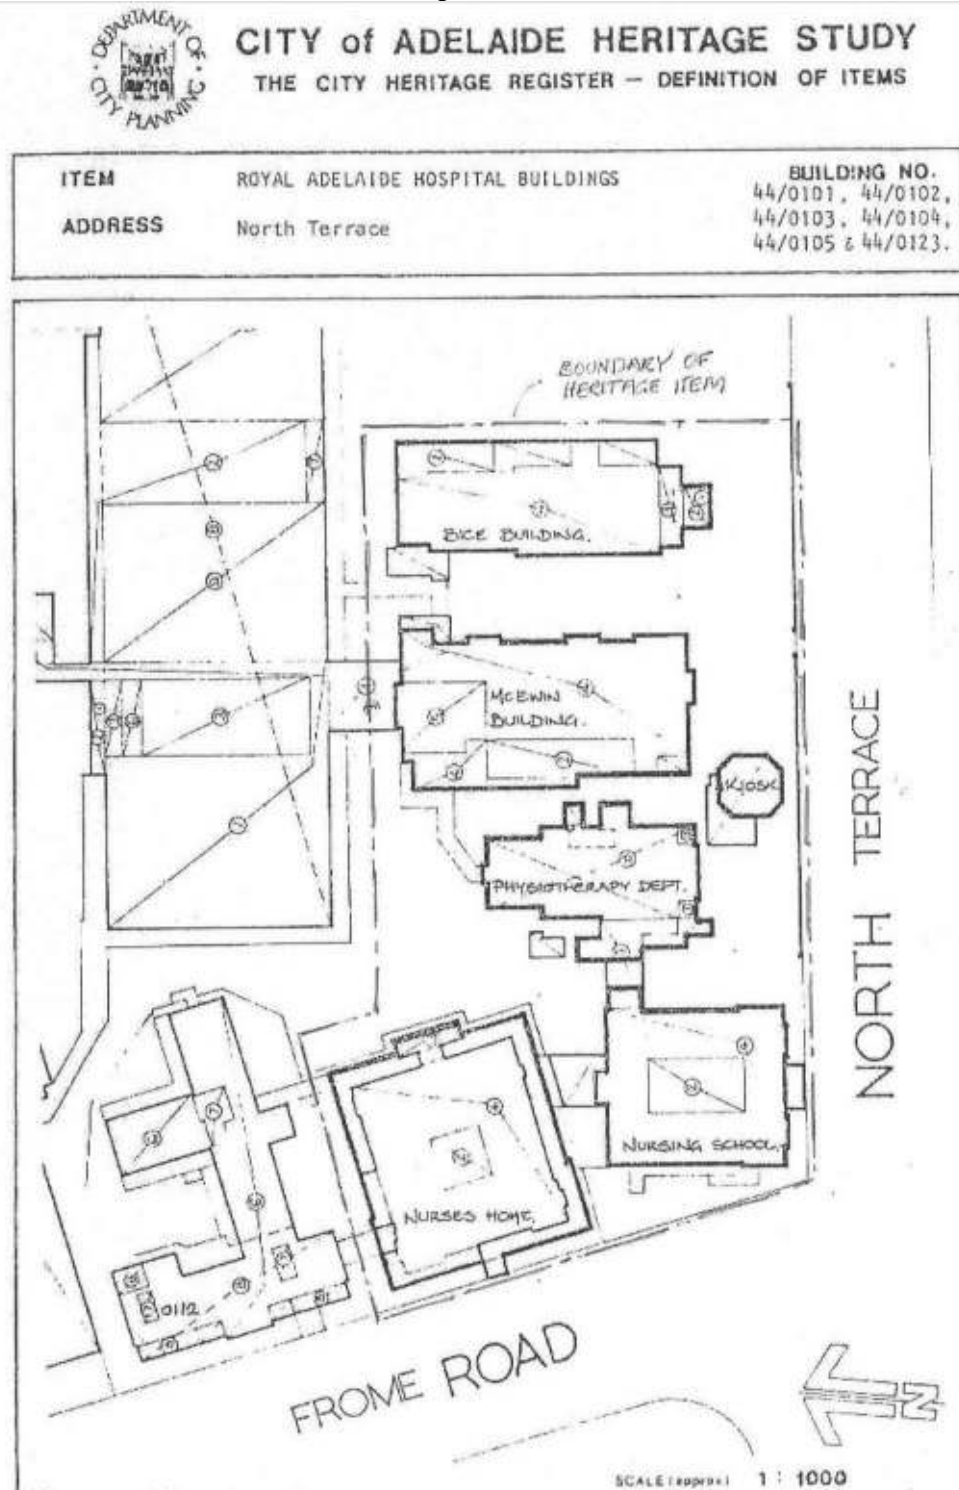 DEPARTMENT OF
CITY PLANNING
CITY of ADELAIDE HERITAGE STUDY
THE CITY HERITAGE REGISTER — DEFINITION OF ITEMS
ITEM ROYAL ADELAIDE HOSPITAL BUILDINGS
ADDRESS North Terrace
BUILDING NO.
44/0101, 44/0102,
44/0103, 44/0104,
44/0105 & 44/0123.
BOUNDARY OF
HERITAGE ITEM
BICE BUILDING.
MCEWIN
BUILDING.
KIOSK
PHYSIOTHERAPY DEPT.
NORTH TERRACE
NURSING SCHOOL.
NURSES HOME.
0112
FROME ROAD
N
SCALE (approx) 1 : 1000